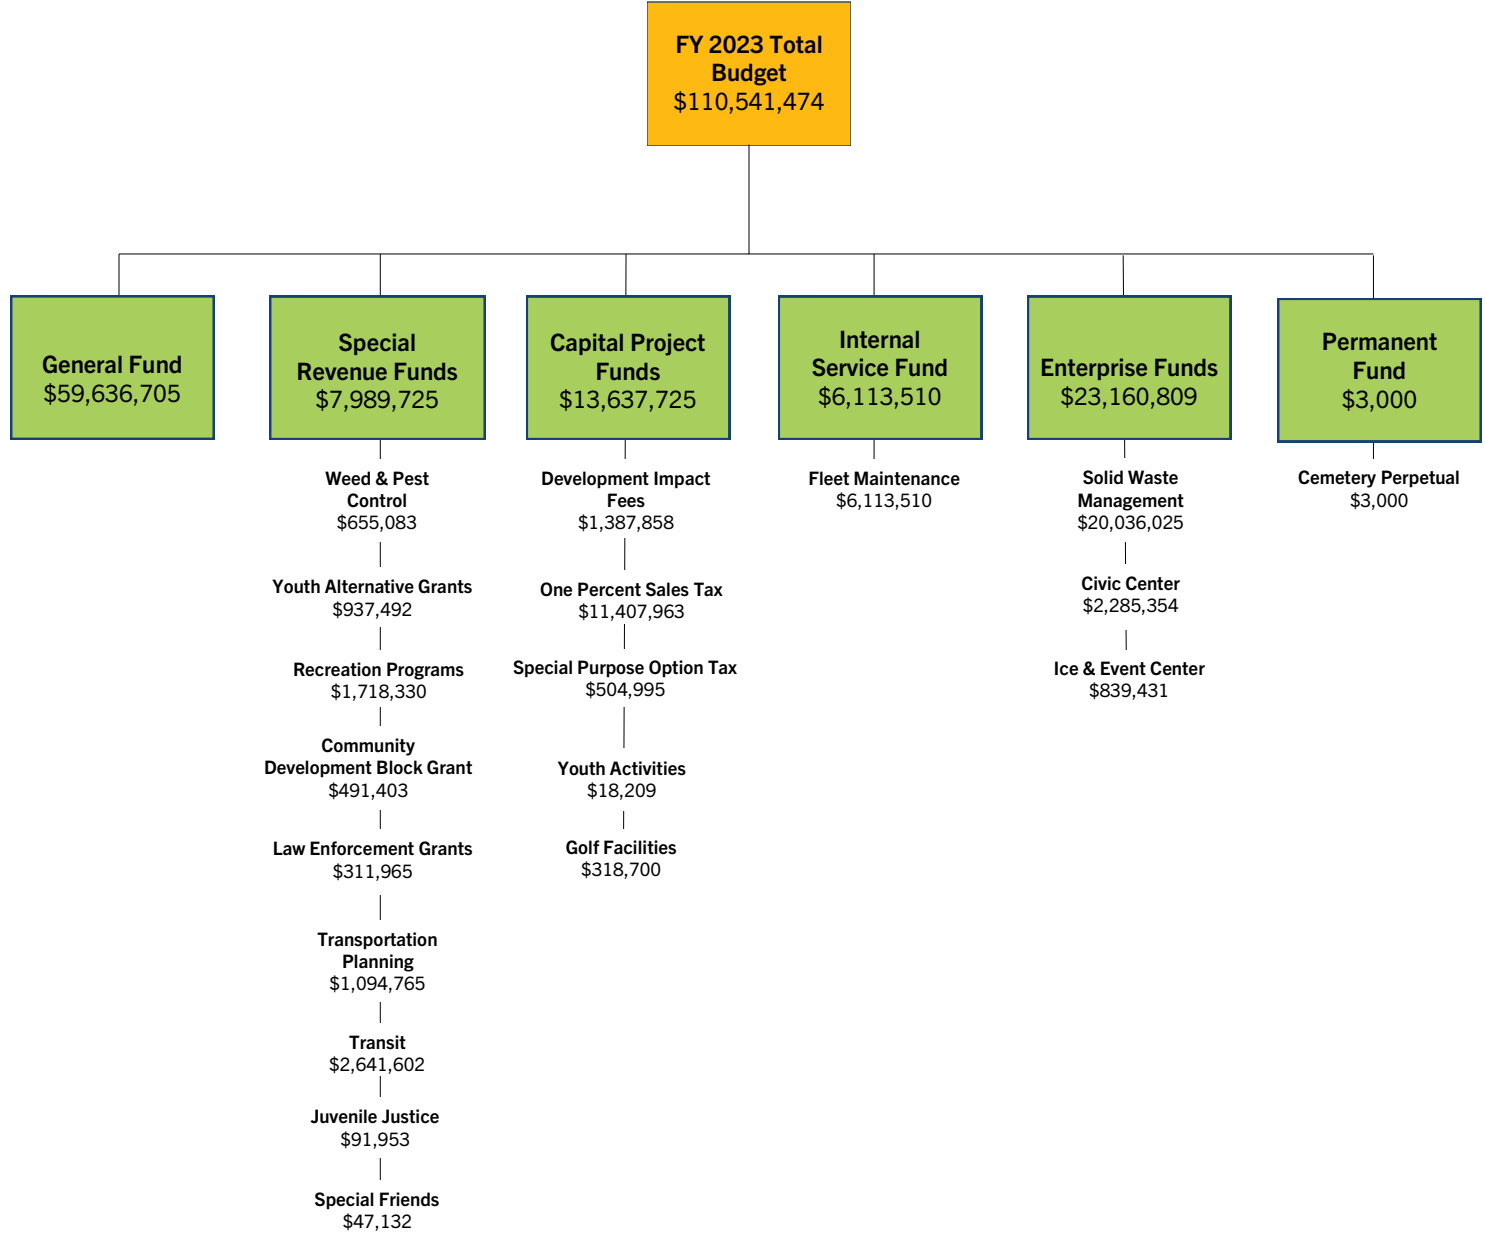 FY 2023 Total
Budget
$110,541,474
General Fund
$59,636,705
Special
Revenue Funds
$7,989,725
Capital Project
Funds
$13,637,725
Internal
Service Fund
$6,113,510
Enterprise Funds
$23,160,809
Permanent
Fund
$3,000
Weed & Pest
Control
$655,083
Youth Alternative Grants
$937,492
Recreation Programs
$1,718,330
Community
Development Block Grant
$491,403
Law Enforcement Grants
$311,965
Transportation
Planning
$1,094,765
Transit
$2,641,602
Juvenile Justice
$91,953
Special Friends
$47,132
Development Impact
Fees
$1,387,858
One Percent Sales Tax
$11,407,963
Special Purpose Option Tax
$504,995
Youth Activities
$18,209
Golf Facilities
$318,700
Fleet Maintenance
$6,113,510
Solid Waste
Management
$20,036,025
Civic Center
$2,285,354
Ice & Event Center
$839,431
Cemetery Perpetual
$3,000